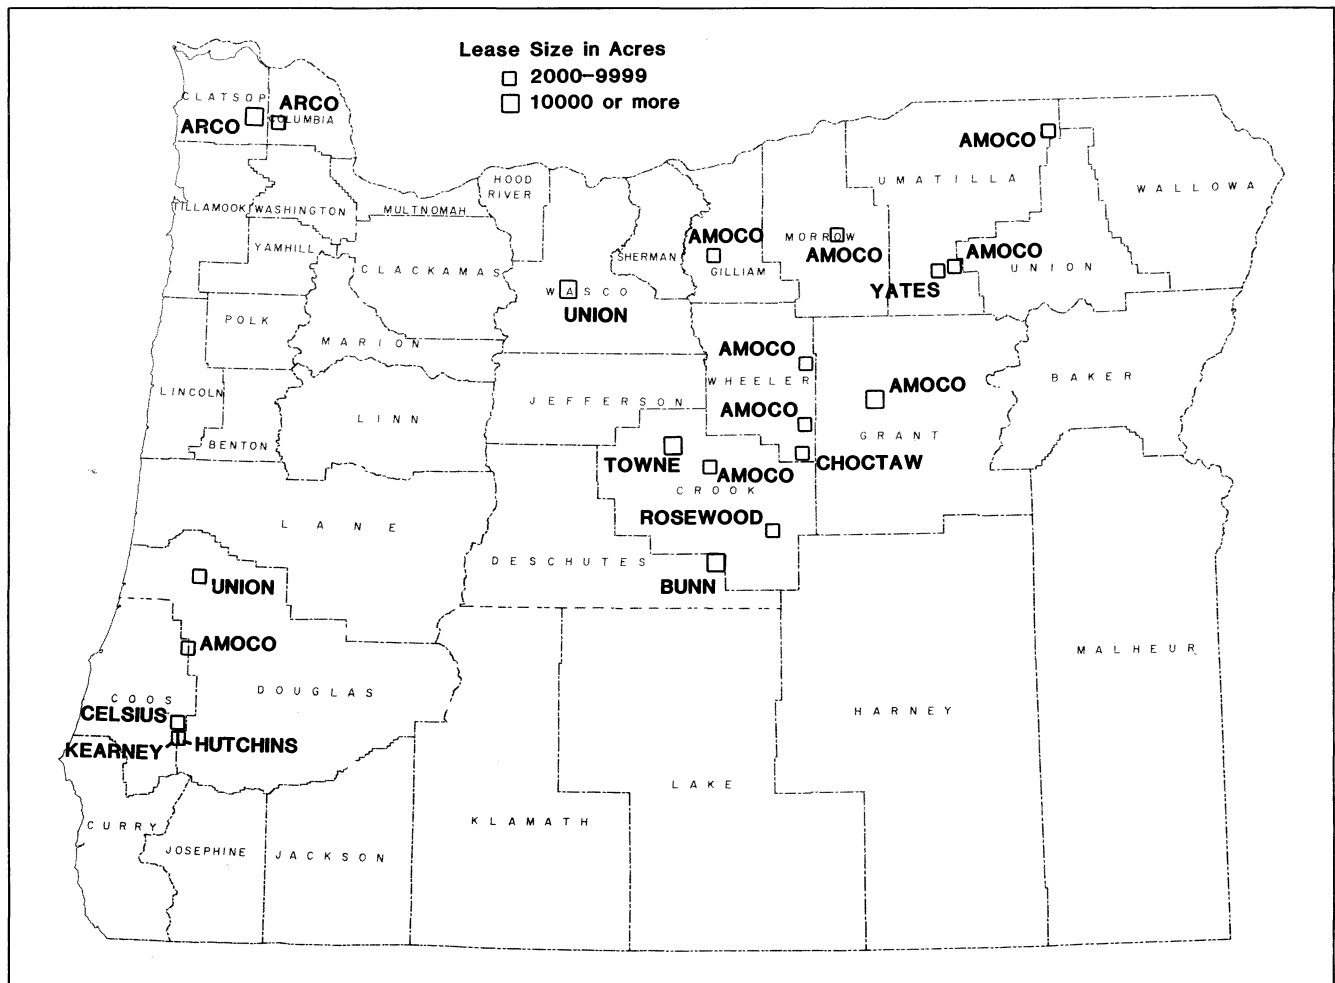 Lease Size in Acres
2000-9999
10000 or more
CLATSOP
ARCO
ARCO
COLUMBIA
AMOCO
HOOD
RIVER
UMATILLA
WALLOWA
TILLAMOOK
WASHINGTON
MULTNOMAH
AMOCO
MORROW
YAMHILL
SHERMAN
AMOCO
AMOCO
CLACKAMAS
GILLIAM
UNION
WASCO
YATES
UNION
POLK
MARION
AMOCO
WHEELER
BAKER
LINCOLN
JEFFERSON
AMOCO
AMOCO
LINN
GRANT
BENTON
TOWNE
AMOCO
CHOCTAW
CROOK
LANE
ROSEWOOD
DESCHUTES
UNION
BUNN
AMOCO
MALHEUR
DOUGLAS
COOS
CELSIUS
HARNEY
KEARNEY
HUTCHINS
LAKE
CURRY
KLAMATH
JOSEPHINE
JACKSON